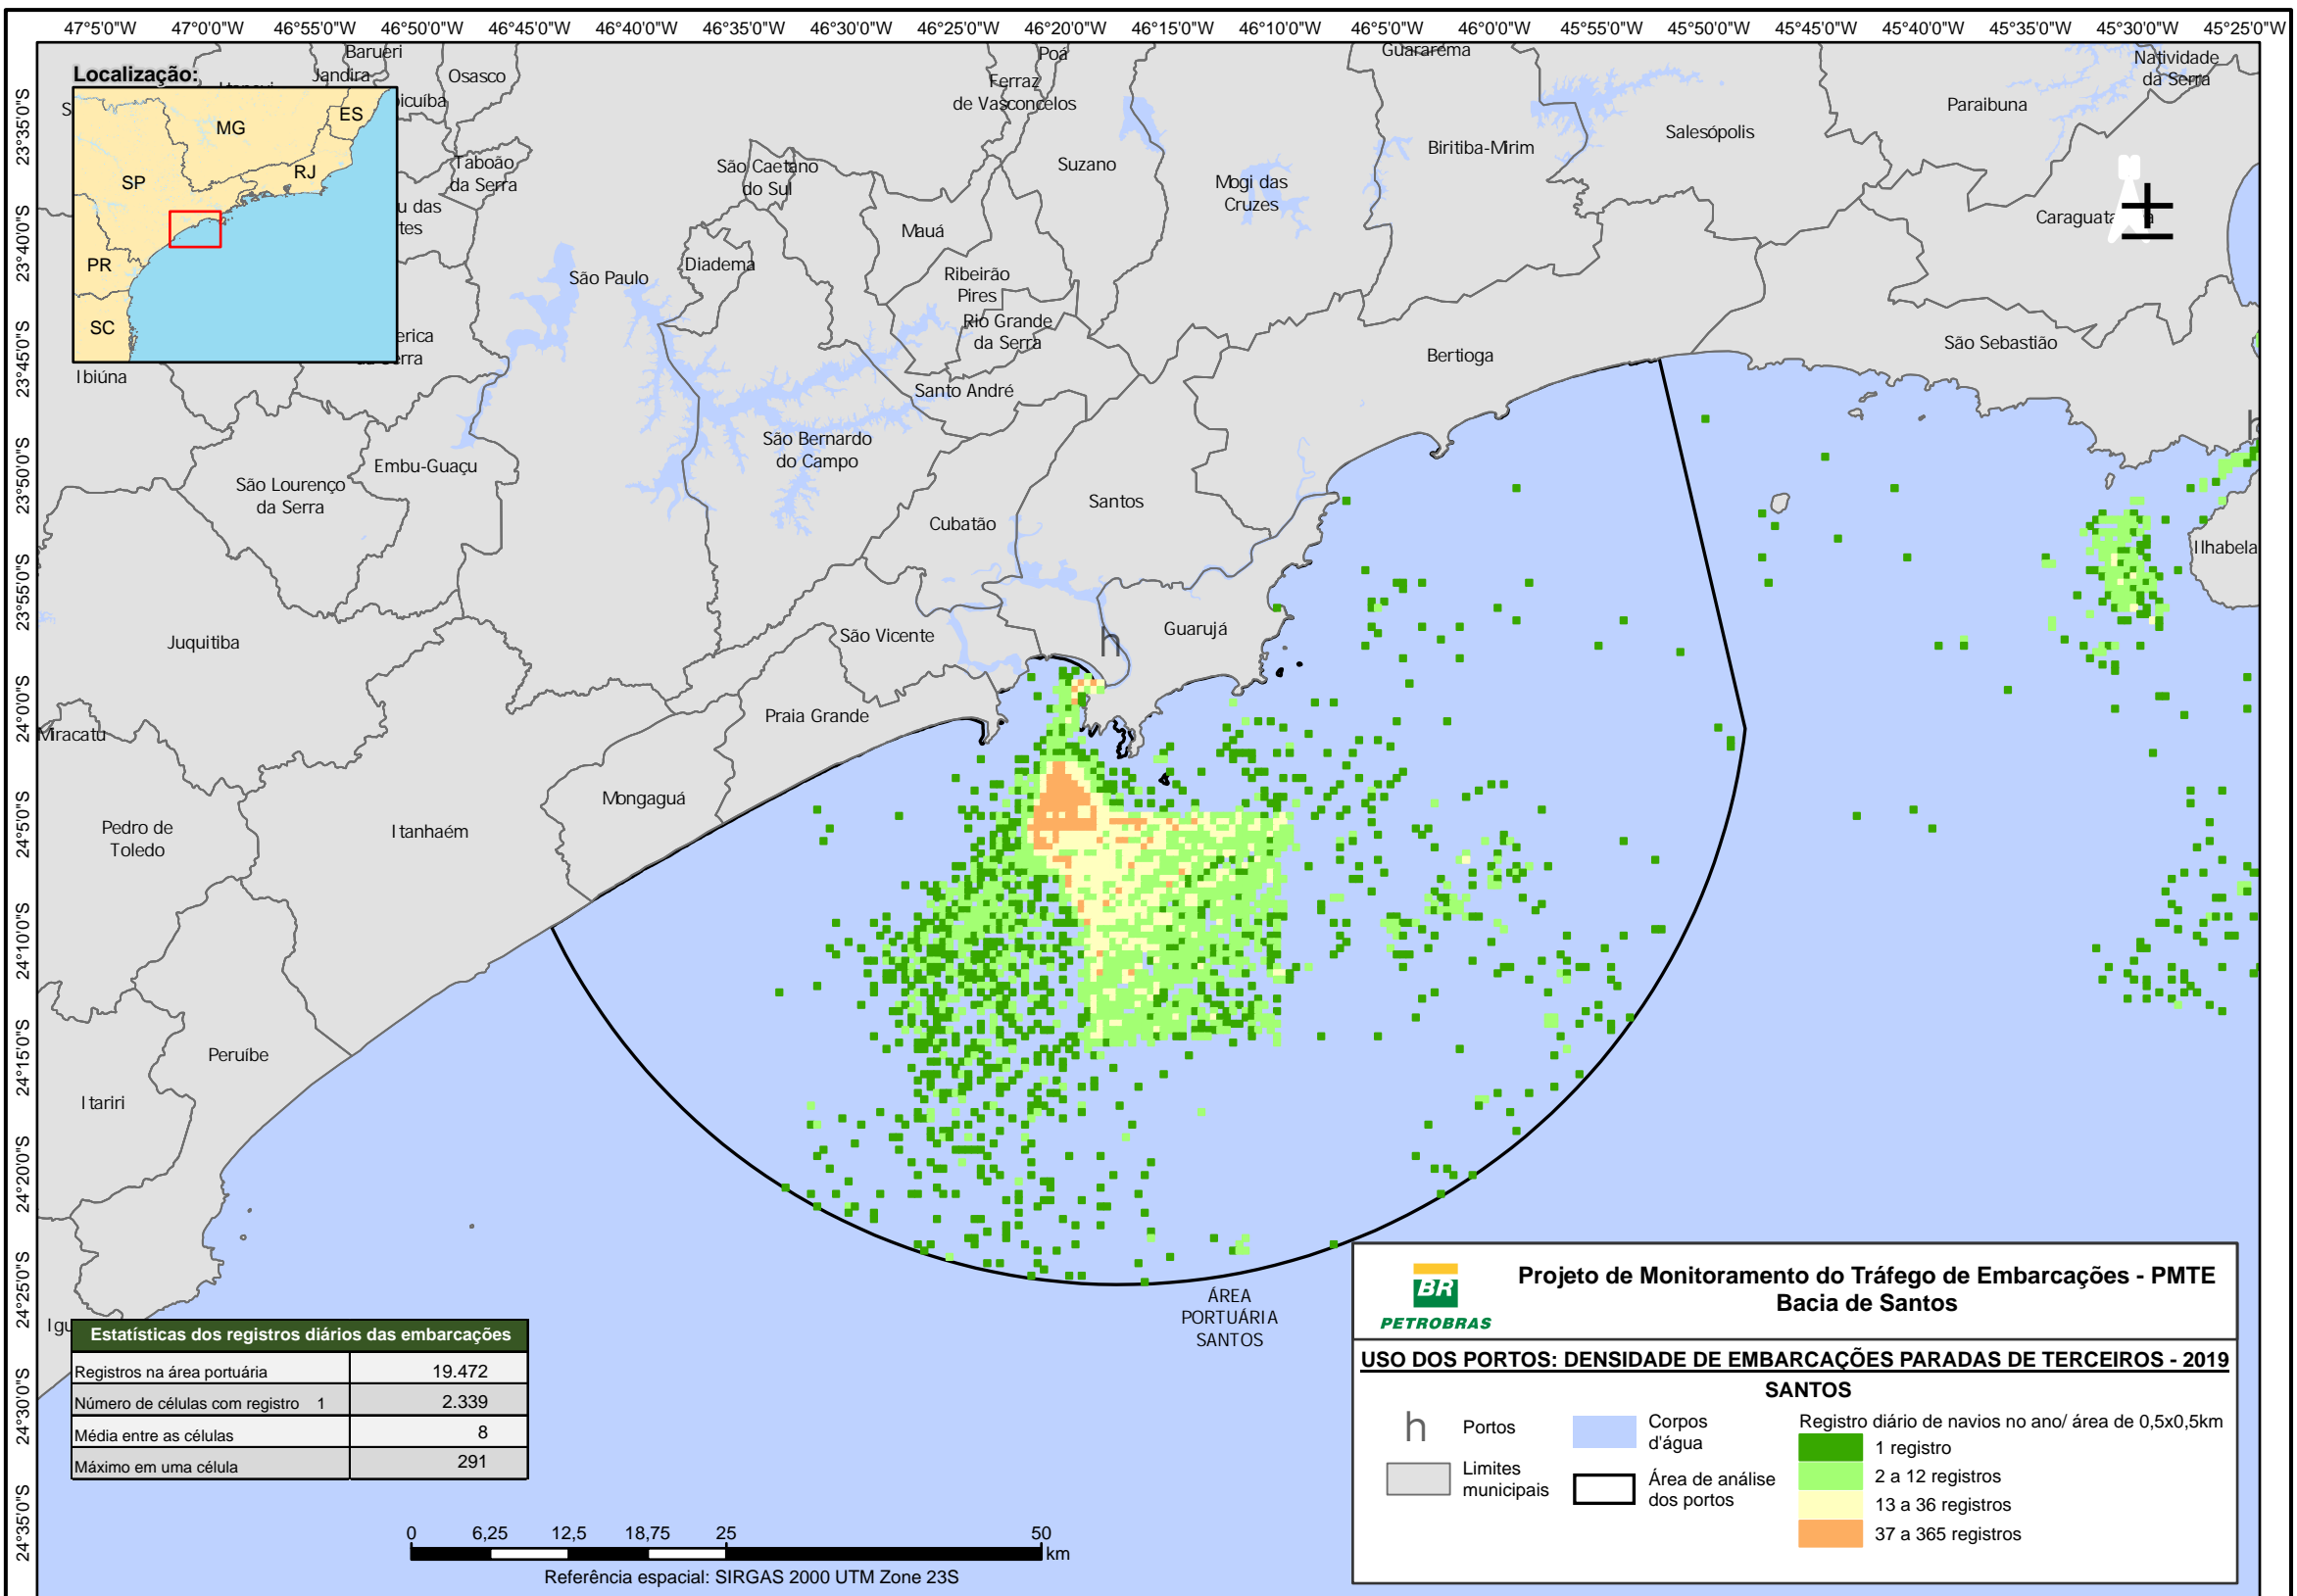 47°5'0"W 47°0'0"W 46°55'0"W 46°50'0"W 46°45'0"W 46°40'0"W 46°35'0"W 46°30'0"W 46°25'0"W 46°20'0"W 46°15'0"W 46°10'0"W 46°5'0"W 46°0'0"W 45°55'0"W 45°50'0"W 45°45'0"W 45°40'0"W 45°35'0"W 45°30'0"W 45°25'0"W
23°35'0"S
23°40'0"S
23°45'0"S
23°50'0"S
23°55'0"S
24°0'0"S
24°5'0"S
24°10'0"S
24°15'0"S
24°20'0"S
24°25'0"S
24°30'0"S
24°35'0"S
Localização:
MG
ES
SP
RJ
PR
SC
Barueri
Jandira
Osasco
icuíba
Taboão
da Serra
u das
tes
erica
da Serra
Ibiúna
Poá
Ferraz
de Vasconcelos
Guararema
Natividade
da Serra
Paraibuna
Salesópolis
Biritiba-Mirim
Suzano
Mogi das
Cruzes
São Caetano
do Sul
Mauá
Diadema
São Paulo
Ribeirão
Pires
Rio Grande
da Serra
Santo André
Bertioga
São Sebastião
São Bernardo
do Campo
Embu-Guaçu
São Lourenço
da Serra
Santos
Cubatão
Ilhabela
h
Juquitiba
São Vicente
h
Guarujá
Praia Grande
Miracatu
Mongaguá
Itanhaém
Pedro de
Toledo
Peruíbe
Itariri
Igu
ÁREA
PORTUÁRIA
SANTOS
Estatísticas dos registros diários das embarcações
Registros na área portuária 19.472
Número de células com registro 1 2.339
Média entre as células 8
Máximo em uma célula 291
0 6,25 12,5 18,75 25 50
km
Referência espacial: SIRGAS 2000 UTM Zone 23S
BR
PETROBRAS
Projeto de Monitoramento do Tráfego de Embarcações - PMTE
Bacia de Santos
USO DOS PORTOS: DENSIDADE DE EMBARCAÇÕES PARADAS DE TERCEIROS - 2019
SANTOS
h Portos
Limites
municipais
Corpos
d'água
Área de análise
dos portos
Registro diário de navios no ano/ área de 0,5x0,5km
1 registro
2 a 12 registros
13 a 36 registros
37 a 365 registros